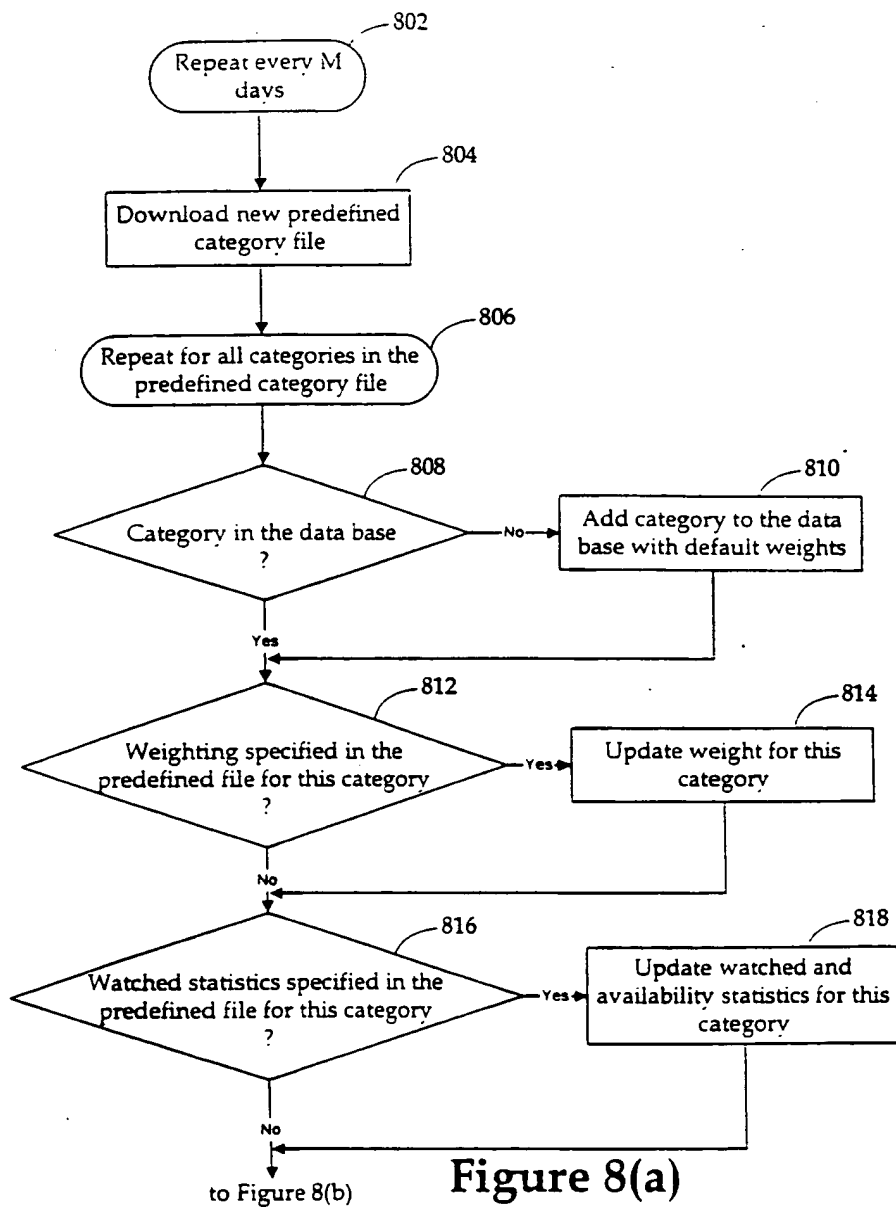 802
Repeat every M
days
804
Download new predefined
category file
806
Repeat for all categories in the
predefined category file
808
Category in the data base
?
No
810
Add category to the data
base with default weights
Yes
812
Weighting specified in the
predefined file for this category
?
Yes
814
Update weight for this
category
No
816
Watched statistics specified in the
predefined file for this category
?
Yes
818
Update watched and
availability statistics for this
category
No
to Figure 8(b)
Figure 8(a)